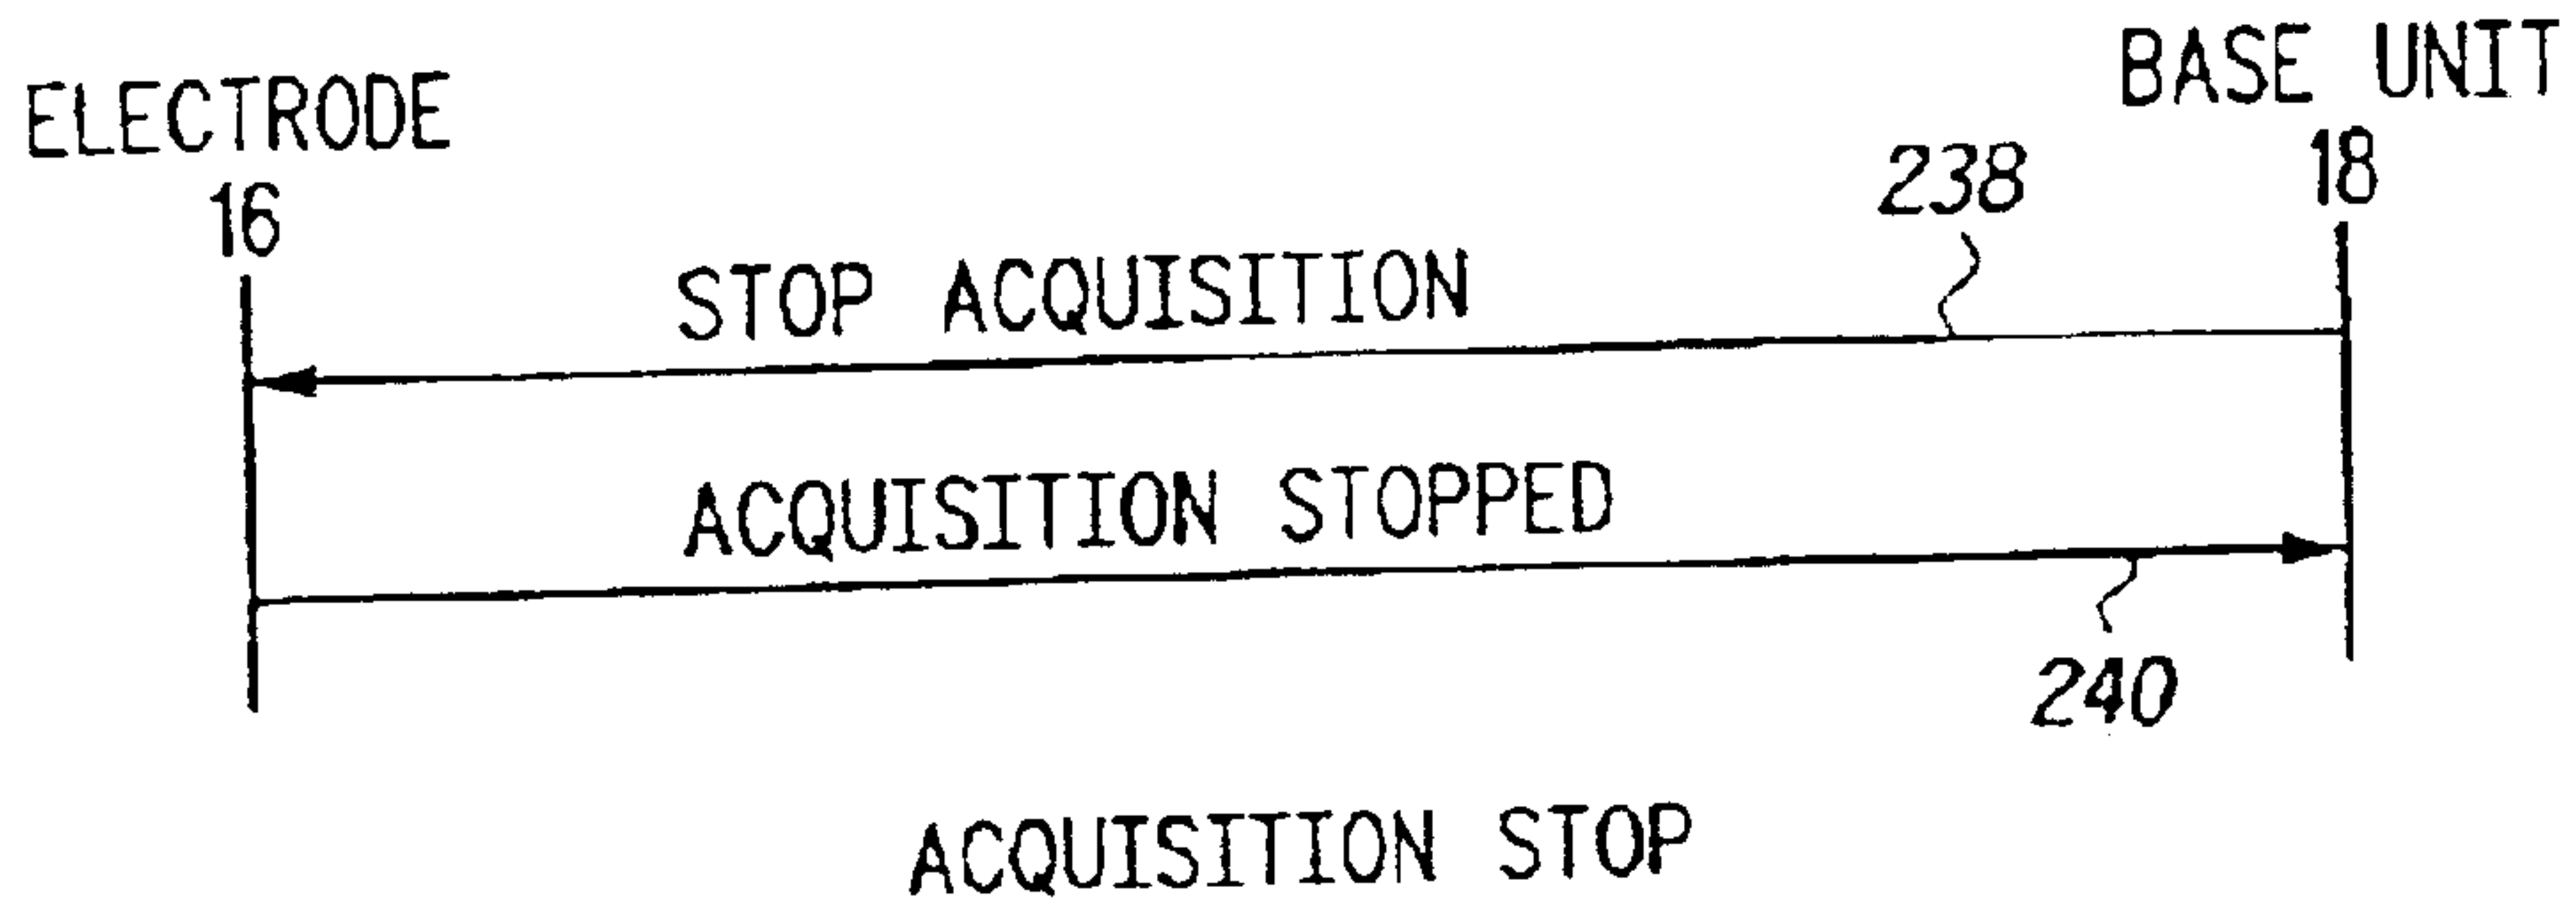 ELECTRODE
16
BASE UNIT
18
238
STOP ACQUISITION
ACQUISITION STOPPED
240
ACQUISITION STOP